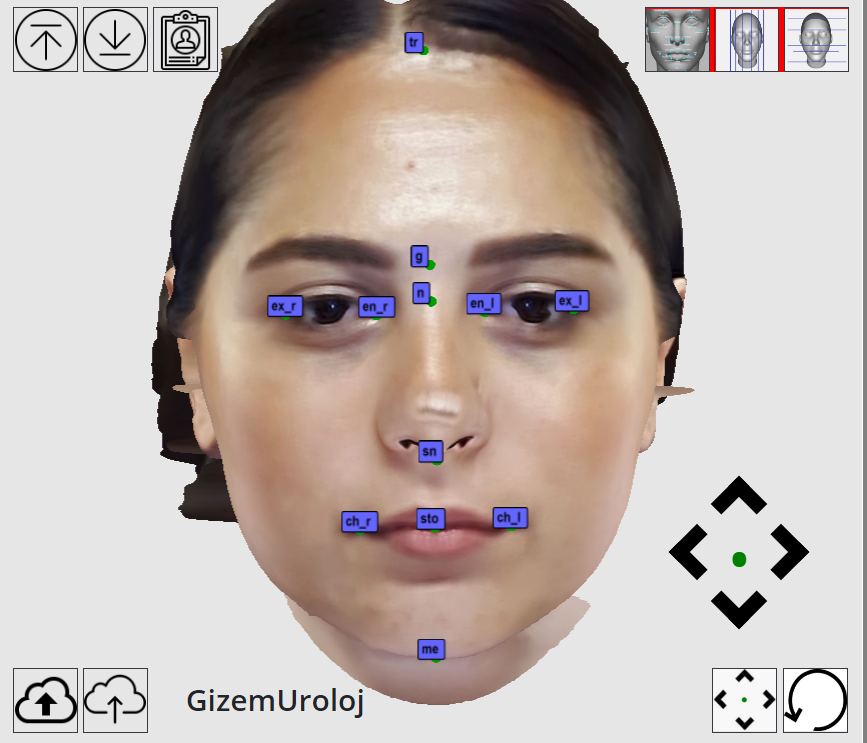 tr
g
n
ex_r en_r en_l ex_l
sn
ch_r sto ch_l
me
GizemUroloj